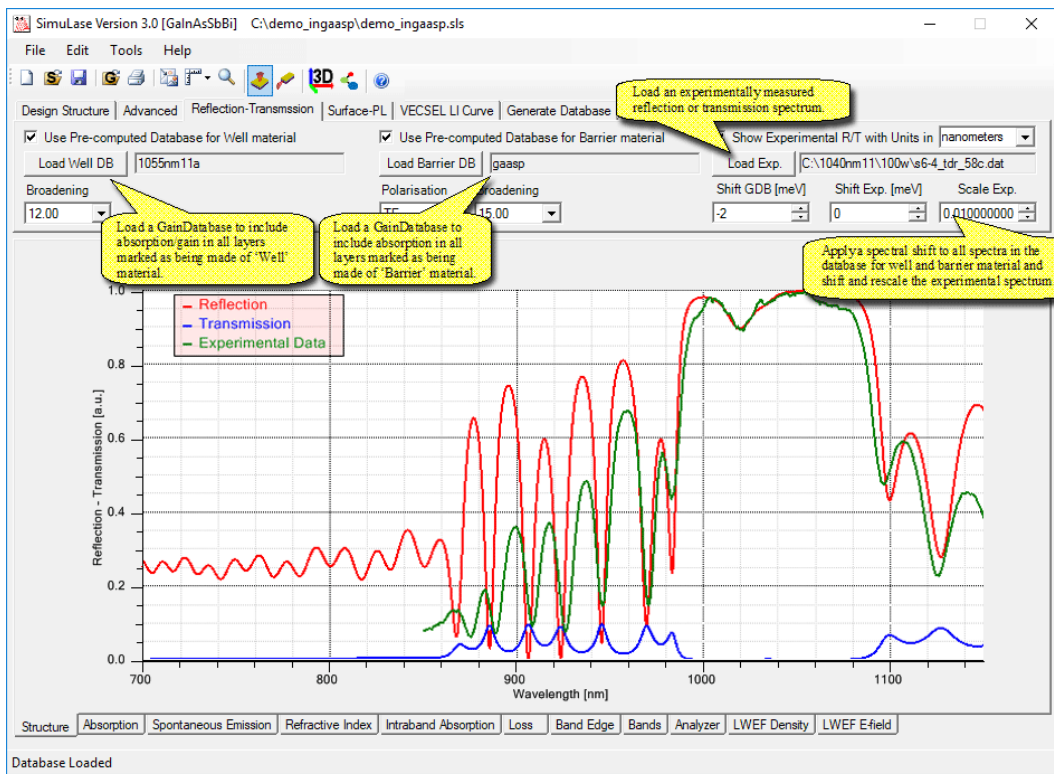 SimuLase Version 3.0 [GaInAsSbBi] C:\demo_ingaasp\demo_ingaasp.sls
File Edit Tools Help
3D
Design Structure Advanced Reflection-Transmssion Surface-PL VECSEL LI Curve Generate Database
Load an experimentally measured
reflection or transmission spectrum.
Use Pre-computed Database for Well material Use Pre-computed Database for Barrier material Show Experimental R/T with Units in nanometers
Load Well DB 1055nm11a Load Barrier DB gaasp Load Exp. C:\1040nm11\100w\s6-4_tdr_58c.dat
Broadening Polarisation Broadening Shift GDB [meV] Shift Exp. [meV] Scale Exp.
12.00 15.00 -2 0 0.010000000
Load a GainDatabase to include
absorption/gain in all layers
marked as being made of ‘Well’
material.
Load a GainDatabase to
include absorption in all
layers marked as being
made of ‘Barrier’ material.
Apply a spectral shift to all spectra in the
database for well and barrier material and
shift and rescale the experimental spectrum.
Reflection
Transmission
Experimental Data
Reflection - Transmission [a.u.]
1.0
0.8
0.6
0.4
0.2
0.0
700 800 900 1000 1100
Wavelength [nm]
Structure Absorption Spontaneous Emission Refractive Index Intraband Absorption Loss Band Edge Bands Analyzer LWEF Density LWEF E-field
Database Loaded